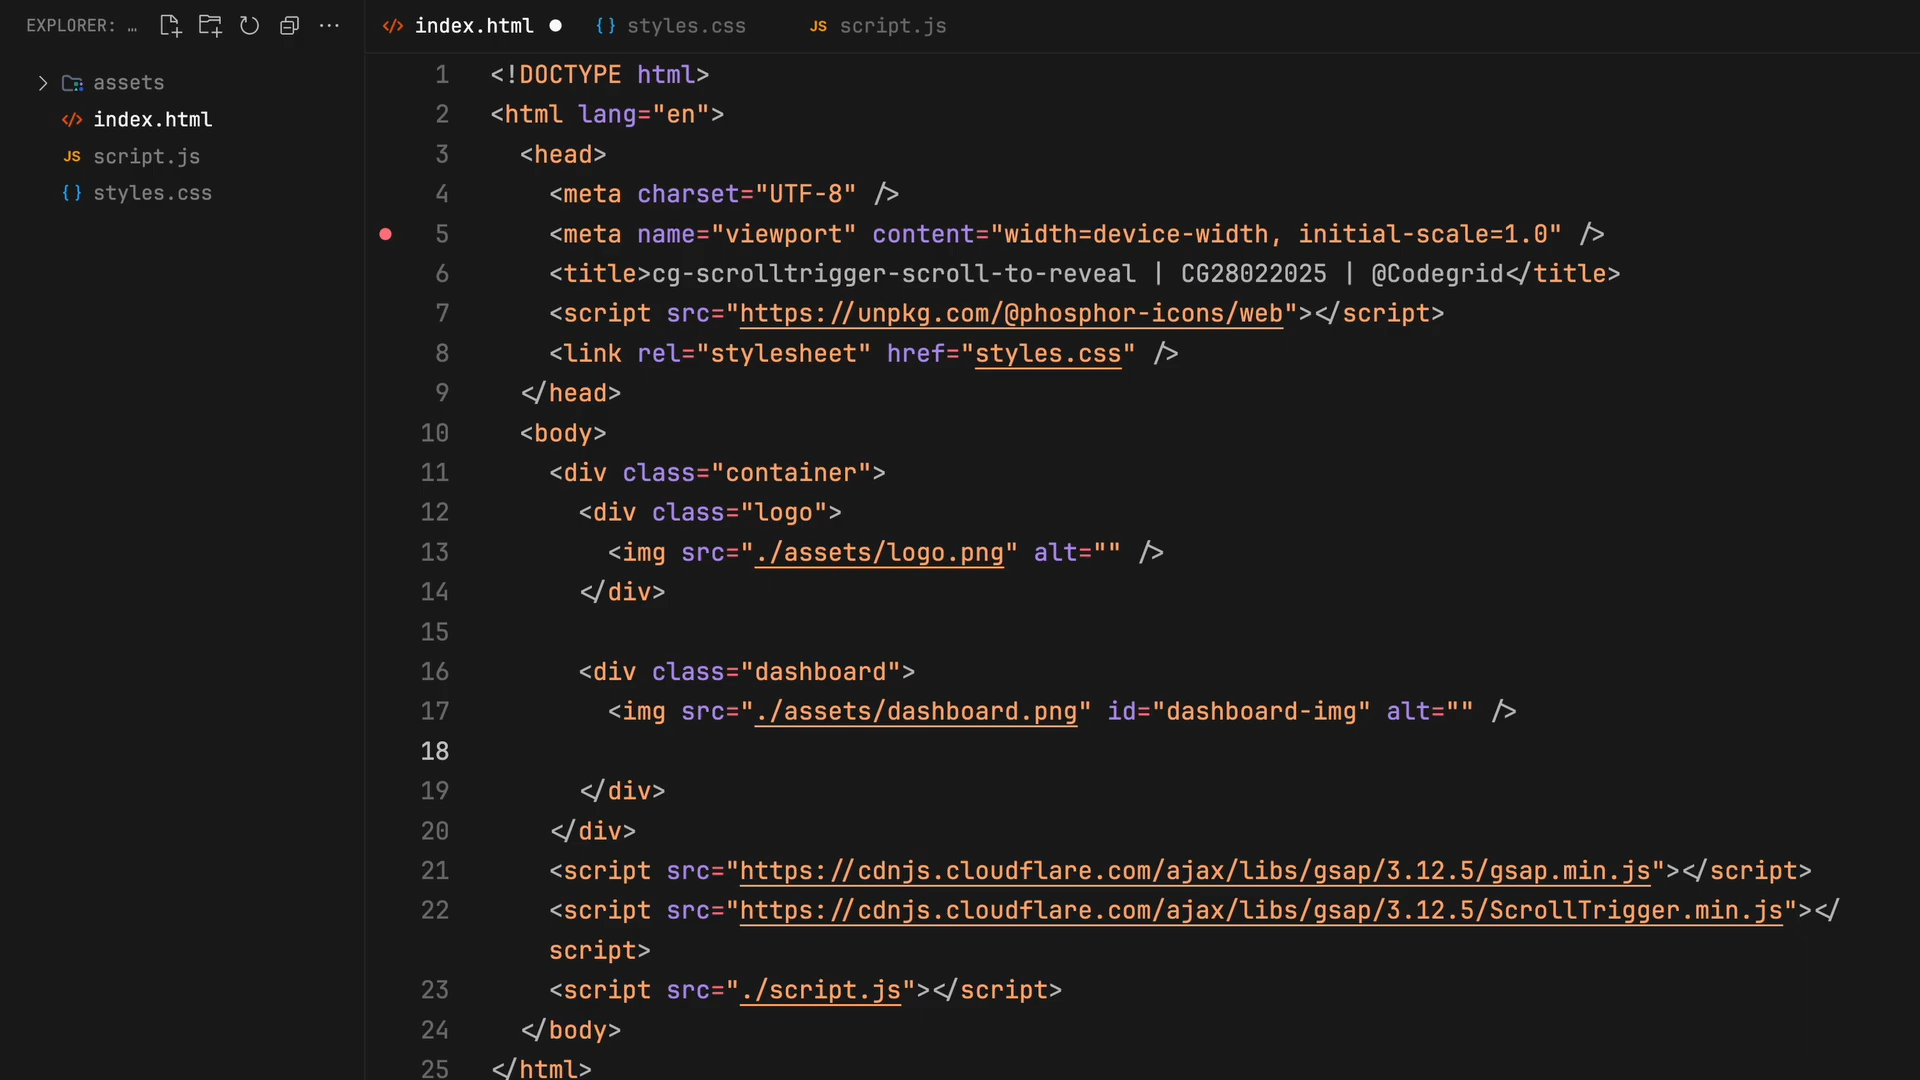 EXPLORER: …
index.html
styles.css
JS script.js
assets
index.html
JS script.js
styles.css
1 <!DOCTYPE html>
2 <html lang="en">
3 <head>
4 <meta charset="UTF-8" />
5 <meta name="viewport" content="width=device-width, initial-scale=1.0" />
6 <title>cg-scrolltrigger-scroll-to-reveal | CG28022025 | @Codegrid</title>
7 <script src="https://unpkg.com/@phosphor-icons/web"></script>
8 <link rel="stylesheet" href="styles.css" />
9 </head>
10 <body>
11 <div class="container">
12 <div class="logo">
13 <img src="./assets/logo.png" alt="" />
14 </div>
15
16 <div class="dashboard">
17 <img src="./assets/dashboard.png" id="dashboard-img" alt="" />
18
19 </div>
20 </div>
21 <script src="https://cdnjs.cloudflare.com/ajax/libs/gsap/3.12.5/gsap.min.js"></script>
22 <script src="https://cdnjs.cloudflare.com/ajax/libs/gsap/3.12.5/ScrollTrigger.min.js"></
script>
23 <script src="./script.js"></script>
24 </body>
25 </html>